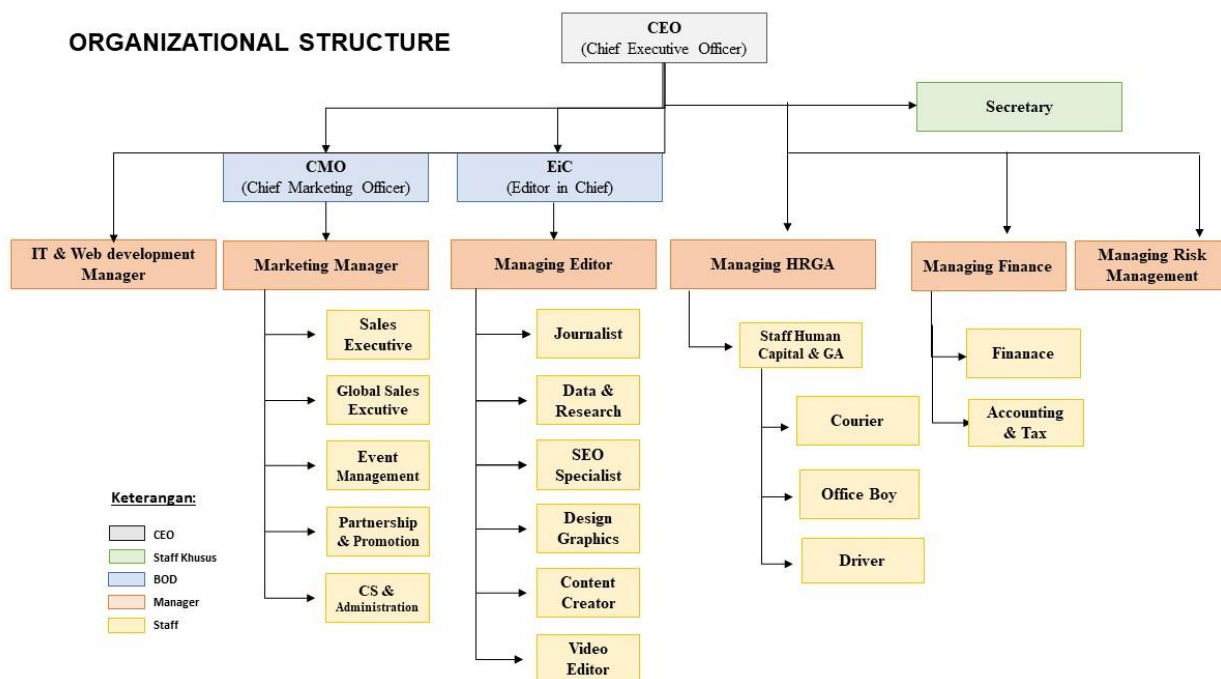 ORGANIZATIONAL STRUCTURE
CEO
(Chief Executive Officer)
Secretary
CMO
(Chief Marketing Officer)
EiC
(Editor in Chief)
IT & Web development
Manager
Marketing Manager
Managing Editor
Managing HRGA
Managing Finance
Managing Risk
Management
Sales
Executive
Global Sales
Excutive
Event
Management
Partnership
& Promotion
CS &
Administration
Journalist
Data &
Research
SEO
Specialist
Design
Graphics
Content
Creator
Video
Editor
Staff Human
Capital & GA
Courier
Office Boy
Driver
Finanace
Accounting
& Tax
Keterangan:
CEO
Staff Khusus
BOD
Manager
Staff